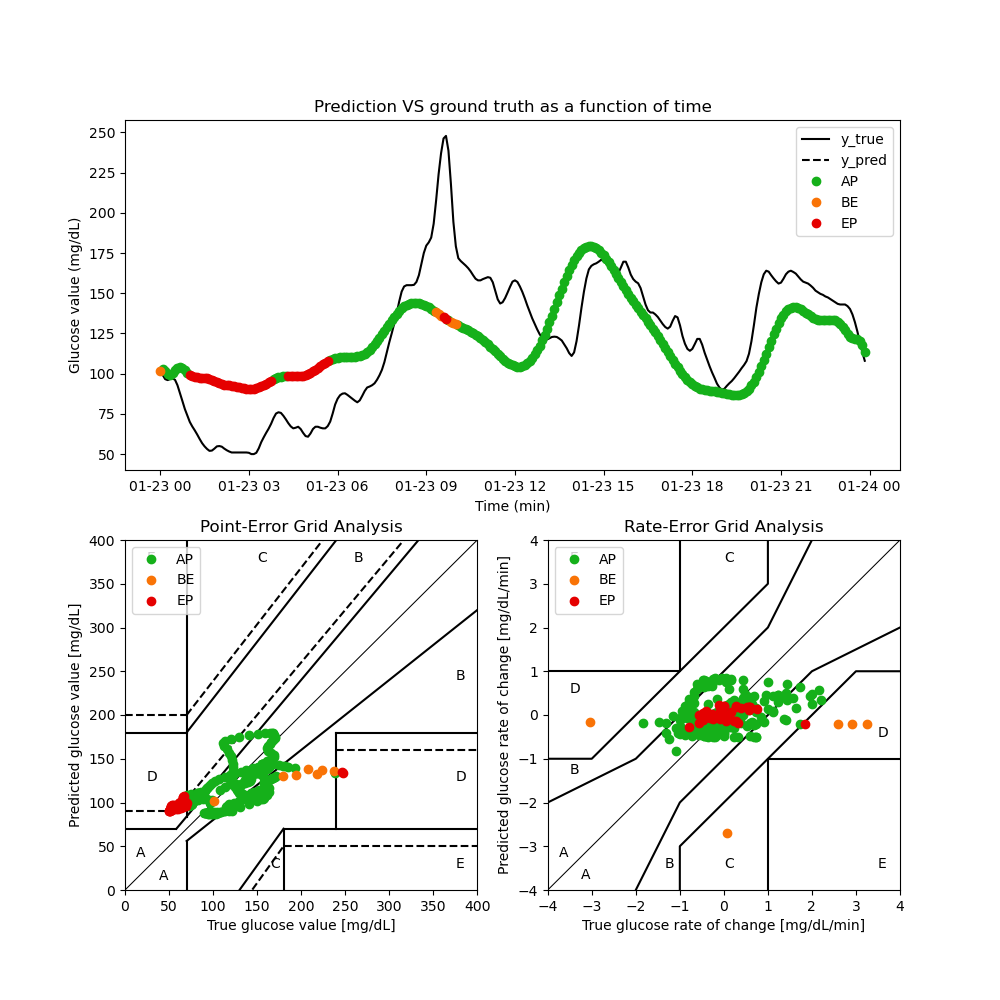 Prediction VS ground truth as a function of time
Glucose value (mg/dL)
250
225
200
175
150
125
100
75
50
y_true
y_pred
AP
BE
EP
01-23 00 01-23 03 01-23 06 01-23 09 01-23 12 01-23 15 01-23 18 01-23 21 01-24 00
Time (min)
Point-Error Grid Analysis
Predicted glucose value [mg/dL]
400
350
300
250
200
150
100
50
0
AP
BE
EP
C
B
B
D
D
A
A
C
E
0 50 100 150 200 250 300 350 400
True glucose value [mg/dL]
Rate-Error Grid Analysis
Predicted glucose rate of change [mg/dL/min]
4
3
2
1
0
−1
−2
−3
−4
AP
BE
EP
C
D
D
B
A
A
B
C
E
−4 −3 −2 −1 0 1 2 3 4
True glucose rate of change [mg/dL/min]